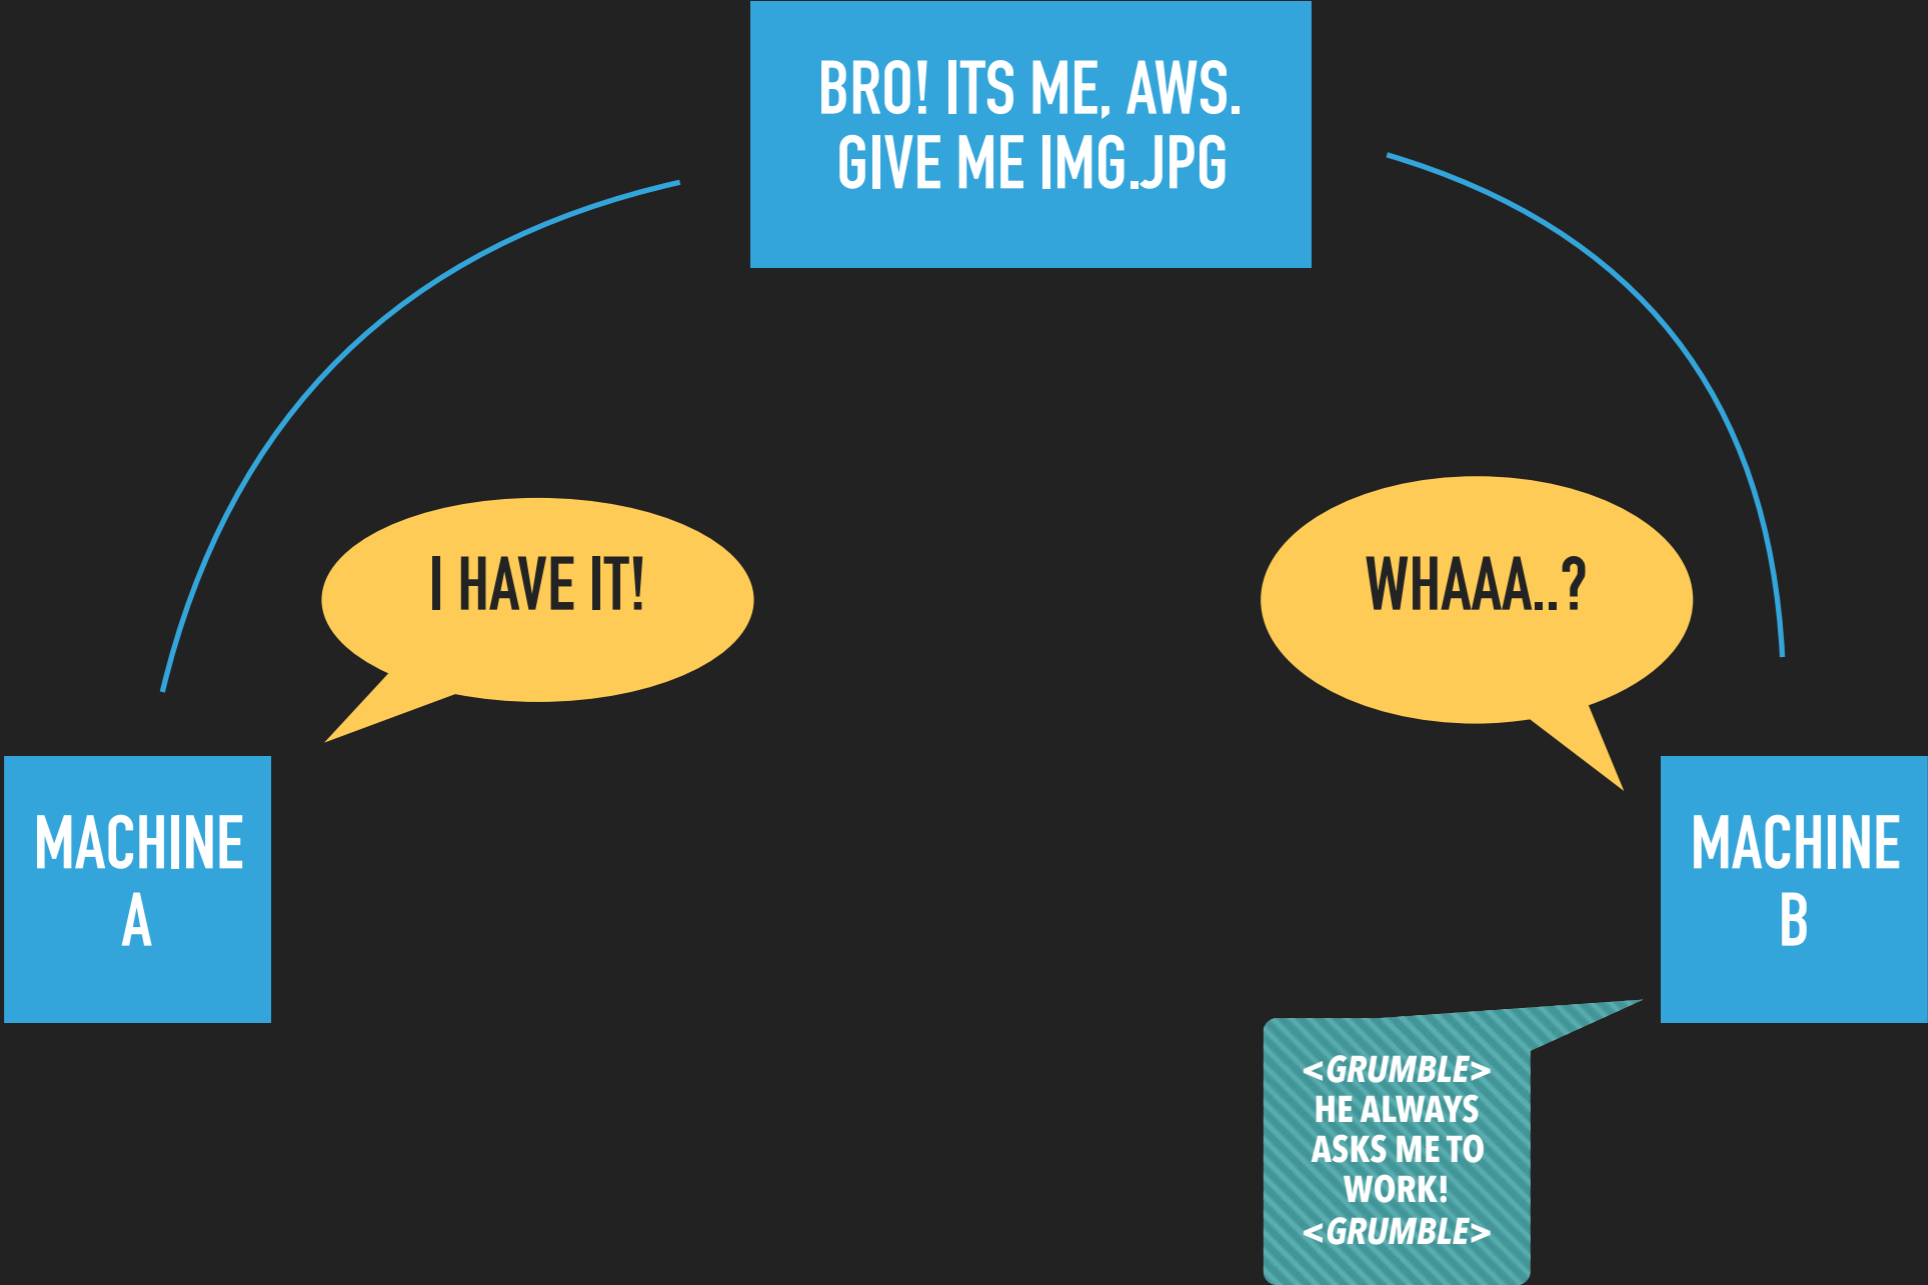 BRO! ITS ME, AWS.
GIVE ME IMG.JPG
I HAVE IT!
WHAAA..?
MACHINE
A
MACHINE
B
<GRUMBLE>
HE ALWAYS
ASKS ME TO
WORK!
<GRUMBLE>